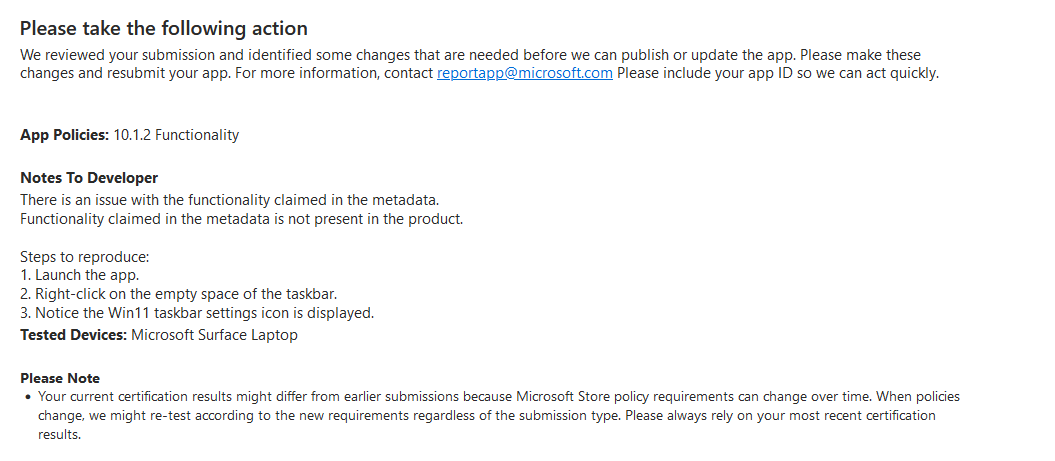 Please take the following action
We reviewed your submission and identified some changes that are needed before we can publish or update the app. Please make these
changes and resubmit your app. For more information, contact reportapp@microsoft.com Please include your app ID so we can act quickly.
App Policies: 10.1.2 Functionality
Notes To Developer
There is an issue with the functionality claimed in the metadata.
Functionality claimed in the metadata is not present in the product.
Steps to reproduce:
1. Launch the app.
2. Right-click on the empty space of the taskbar.
3. Notice the Win11 taskbar settings icon is displayed.
Tested Devices: Microsoft Surface Laptop
Please Note
• Your current certification results might differ from earlier submissions because Microsoft Store policy requirements can change over time. When policies
change, we might re-test according to the new requirements regardless of the submission type. Please always rely on your most recent certification
results.